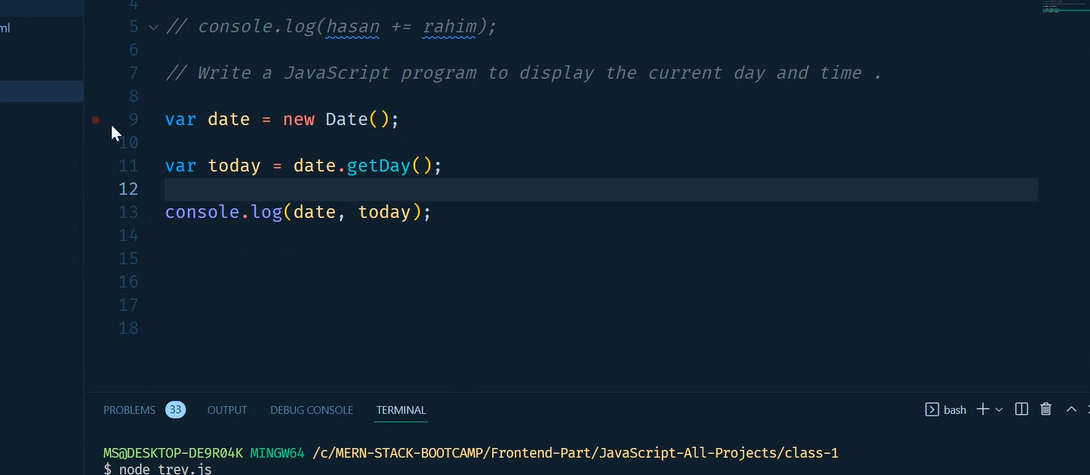 4
ml
5 // console.log(hasan += rahim);
6
7 // Write a JavaScript program to display the current day and time .
8
9 var date = new Date();
10
11 var today = date.getDay();
12
13 console.log(date, today);
14
15
16
17
18
PROBLEMS 33 OUTPUT DEBUG CONSOLE TERMINAL bash
MS@DESKTOP-DE9R04K MINGW64 /c/MERN-STACK-BOOTCAMP/Frontend-Part/JavaScript-All-Projects/class-1
$ node trey.js